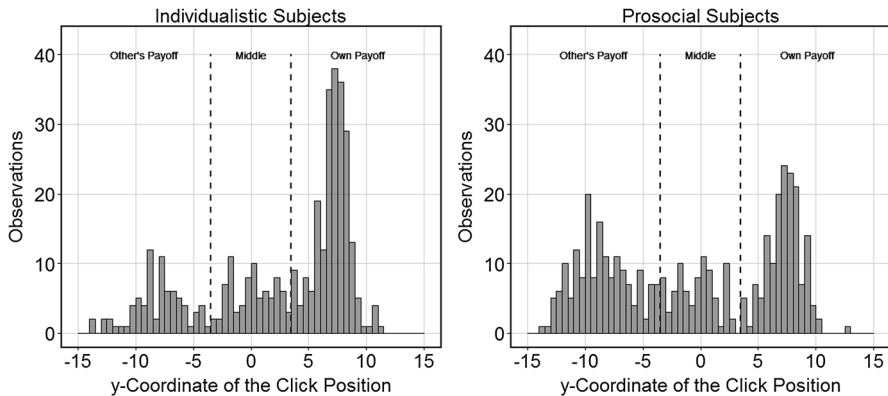 Individualistic Subjects
Other's Payoff Middle Own Payoff
Observations
40
30
20
10
0
-15 -10 -5 0 5 10 15
y-Coordinate of the Click Position
Prosocial Subjects
Other's Payoff Middle Own Payoff
Observations
40
30
20
10
0
-15 -10 -5 0 5 10 15
y-Coordinate of the Click Position